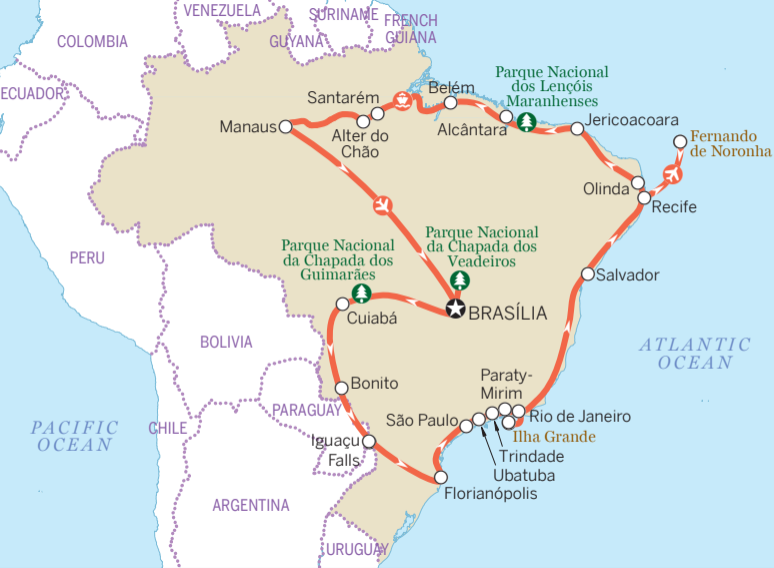 VENEZUELA
SURINAME
FRENCH
GUIANA
COLOMBIA
GUYANA
ECUADOR
Parque Nacional
dos Lençóis
Maranhenses
Belém
Santarém
Manaus
Alter do
Chão
Alcântara
Jericoacoara
Fernando
de Noronha
Olinda
Recife
PERU
Parque Nacional
da Chapada dos
Guimarães
Parque Nacional
da Chapada dos
Veadeiros
Salvador
Cuiabá
BRASÍLIA
BOLIVIA
ATLANTIC
OCEAN
Bonito
Paraty-
Mirim
PARAGUAY
São Paulo
Rio de Janeiro
PACIFIC
OCEAN
CHILE
Ilha Grande
Iguaçu
Falls
Trindade
Ubatuba
Florianópolis
ARGENTINA
URUGUAY